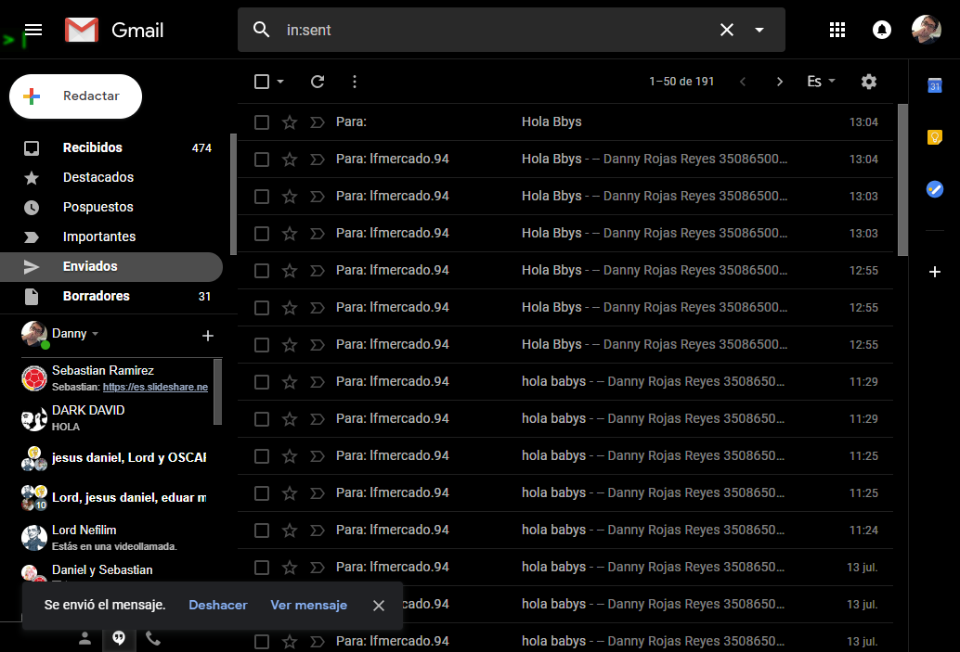 Gmail
in:sent
Redactar
1–50 de 191
Es
31
Recibidos 474
Destacados
Pospuestos
Importantes
Enviados
Borradores 31
Danny
Sebastian Ramirez
Sebastian: https://es.slideshare.ne
DARK DAVID
HOLA
jesus daniel, Lord y OSCAR
Lord, jesus daniel, eduar m
10
Lord Nefilim
Estás en una videollamada.
Daniel y Sebastian
Para: Hola Bbys 13:04
Para: lfmercado.94 Hola Bbys - -- Danny Rojas Reyes 35086500... 13:04
Para: lfmercado.94 Hola Bbys - -- Danny Rojas Reyes 35086500... 13:03
Para: lfmercado.94 Hola Bbys - -- Danny Rojas Reyes 35086500... 13:03
Para: lfmercado.94 Hola Bbys - -- Danny Rojas Reyes 35086500... 12:55
Para: lfmercado.94 Hola Bbys - -- Danny Rojas Reyes 35086500... 12:55
Para: lfmercado.94 Hola Bbys - -- Danny Rojas Reyes 35086500... 12:55
Para: lfmercado.94 hola babys - -- Danny Rojas Reyes 3508650... 11:29
Para: lfmercado.94 hola babys - -- Danny Rojas Reyes 3508650... 11:29
Para: lfmercado.94 hola babys - -- Danny Rojas Reyes 3508650... 11:25
Para: lfmercado.94 hola babys - -- Danny Rojas Reyes 3508650... 11:25
Para: lfmercado.94 hola babys - -- Danny Rojas Reyes 3508650... 11:24
Para: lfmercado.94 hola babys - -- Danny Rojas Reyes 3508650... 13 jul.
cado.94 hola babys - -- Danny Rojas Reyes 3508650... 13 jul.
Para: lfmercado.94 hola babys - -- Danny Rojas Reyes 3508650... 13 jul.
Se envió el mensaje. Deshacer Ver mensaje